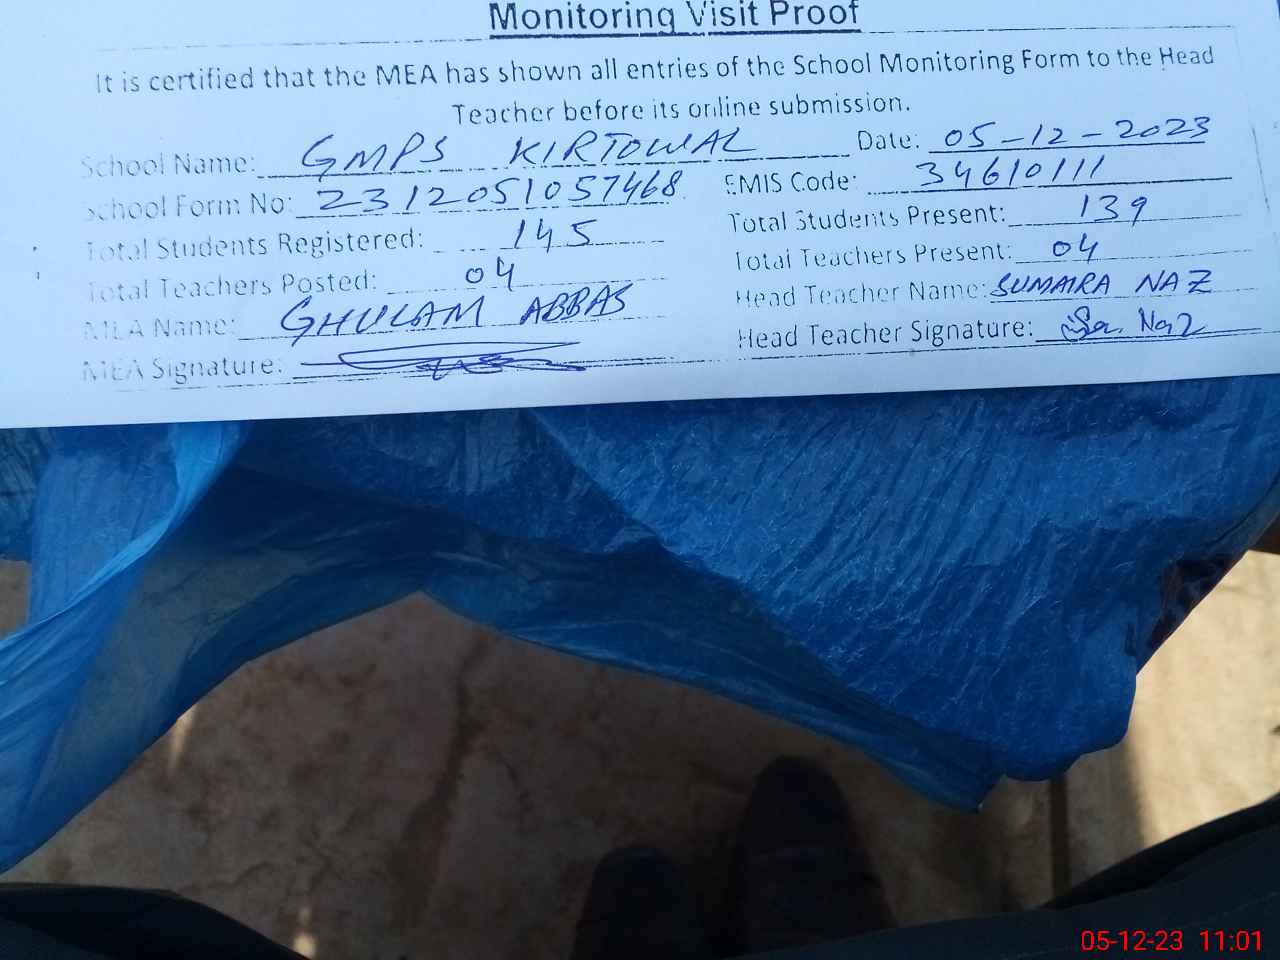 Monitoring Visit Proof
It is certified that the MEA has shown all entries of the School Monitoring Form to the Head
Teacher before its online submission.
School Name: GMPS KIRTOWAL Date: 05-12-2023
School Form No: 2312051057468 EMIS Code: 34610111
Total Students Registered: 145 Total Students Present: 139
Total Teachers Posted: 04 Total Teachers Present: 04
MEA Name: GHULAM ABBAS Head Teacher Name: SUMAIRA NAZ
MEA Signature: Head Teacher Signature: Naz
05-12-23 11:01